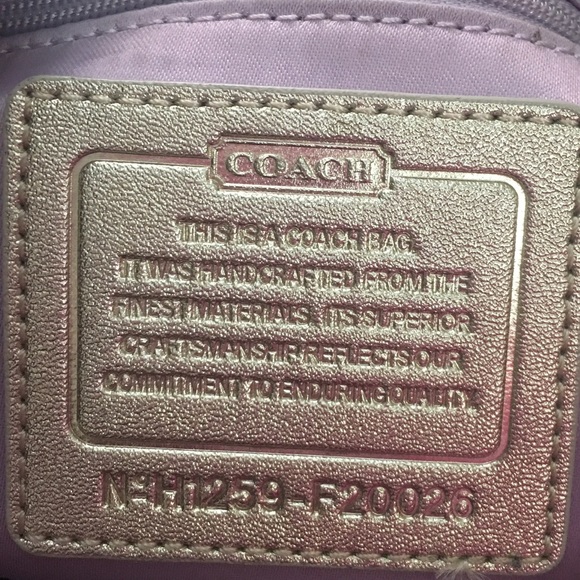 COACH
THIS IS A COACH BAG.
IT WAS HANDCRAFTED FROM THE
FINEST MATERIALS. ITS SUPERIOR
CRAFTSMANSHIP REFLECTS OUR
COMMITMENT TO ENDURING QUALITY.
Nº H1259-F20026